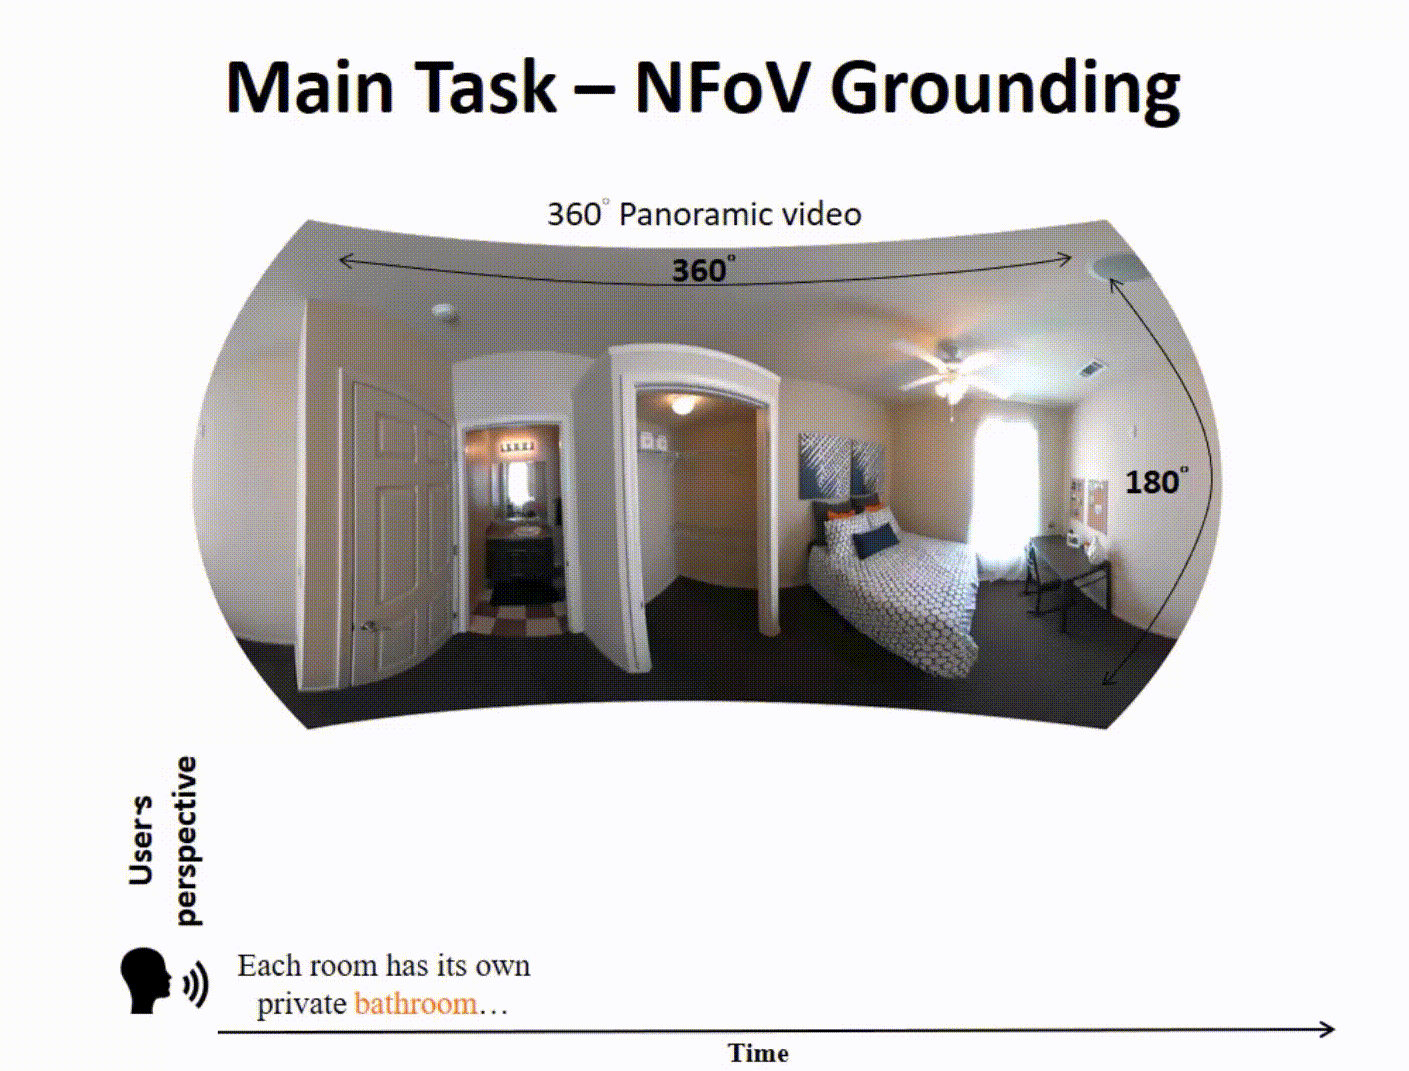 Main Task – NFoV Grounding
360° Panoramic video
360°
180°
User's
perspective
Each room has its own
private bathroom…
Time